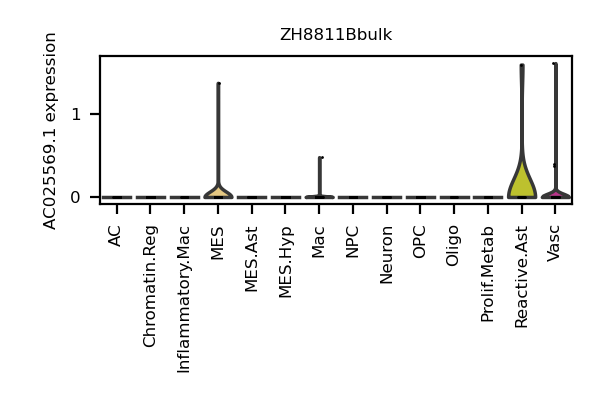 ZH8811Bbulk
AC025569.1 expression
1
0
AC
Chromatin.Reg
Inflammatory.Mac
MES
MES.Ast
MES.Hyp
Mac
NPC
Neuron
OPC
Oligo
Prolif.Metab
Reactive.Ast
Vasc